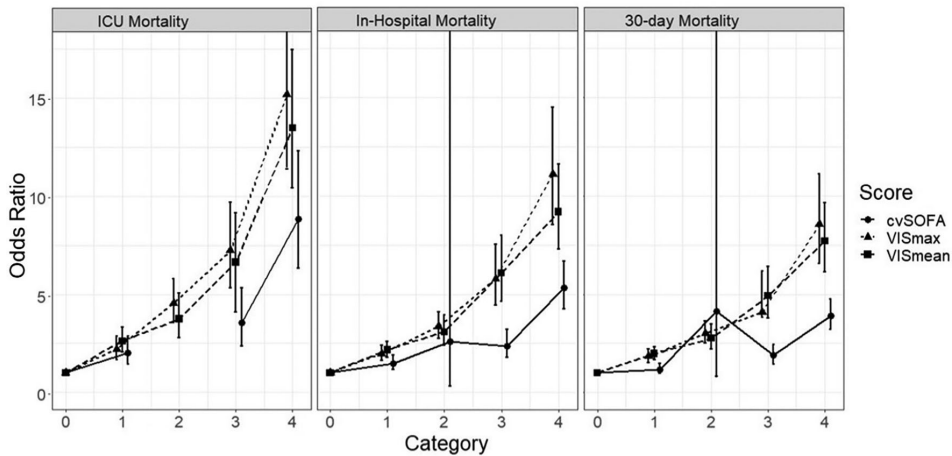 ICU Mortality
In-Hospital Mortality
30-day Mortality
Odds Ratio
15
10
5
0
0 1 2 3 4
0 1 2 3 4
0 1 2 3 4
Category
Score
cvSOFA
VISmax
VISmean